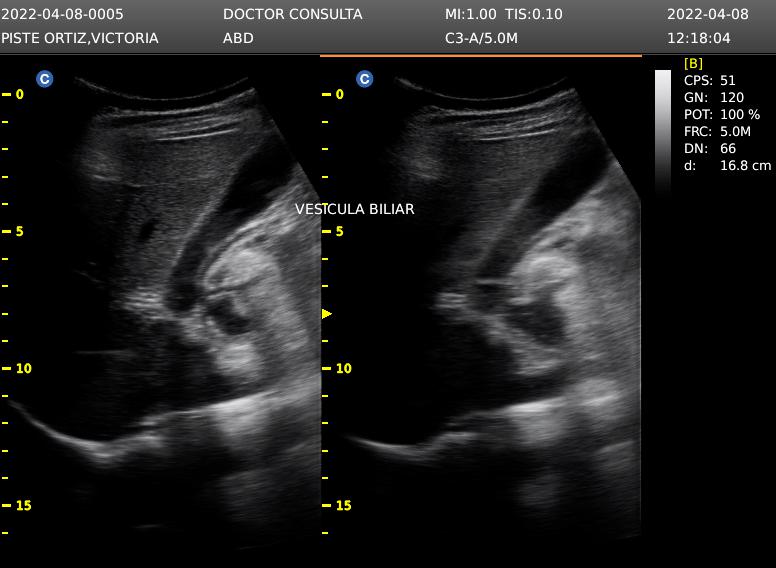 2022-04-08-0005 DOCTOR CONSULTA MI:1.00 TIS:0.10 2022-04-08
PISTE ORTIZ,VICTORIA ABD C3-A/5.0M 12:18:04
C C
[B]
CPS: 51
GN: 120
POT: 100 %
FRC: 5.0M
DN: 66
d: 16.8 cm
0 0
VESICULA BILIAR
5 5
10 10
15 15